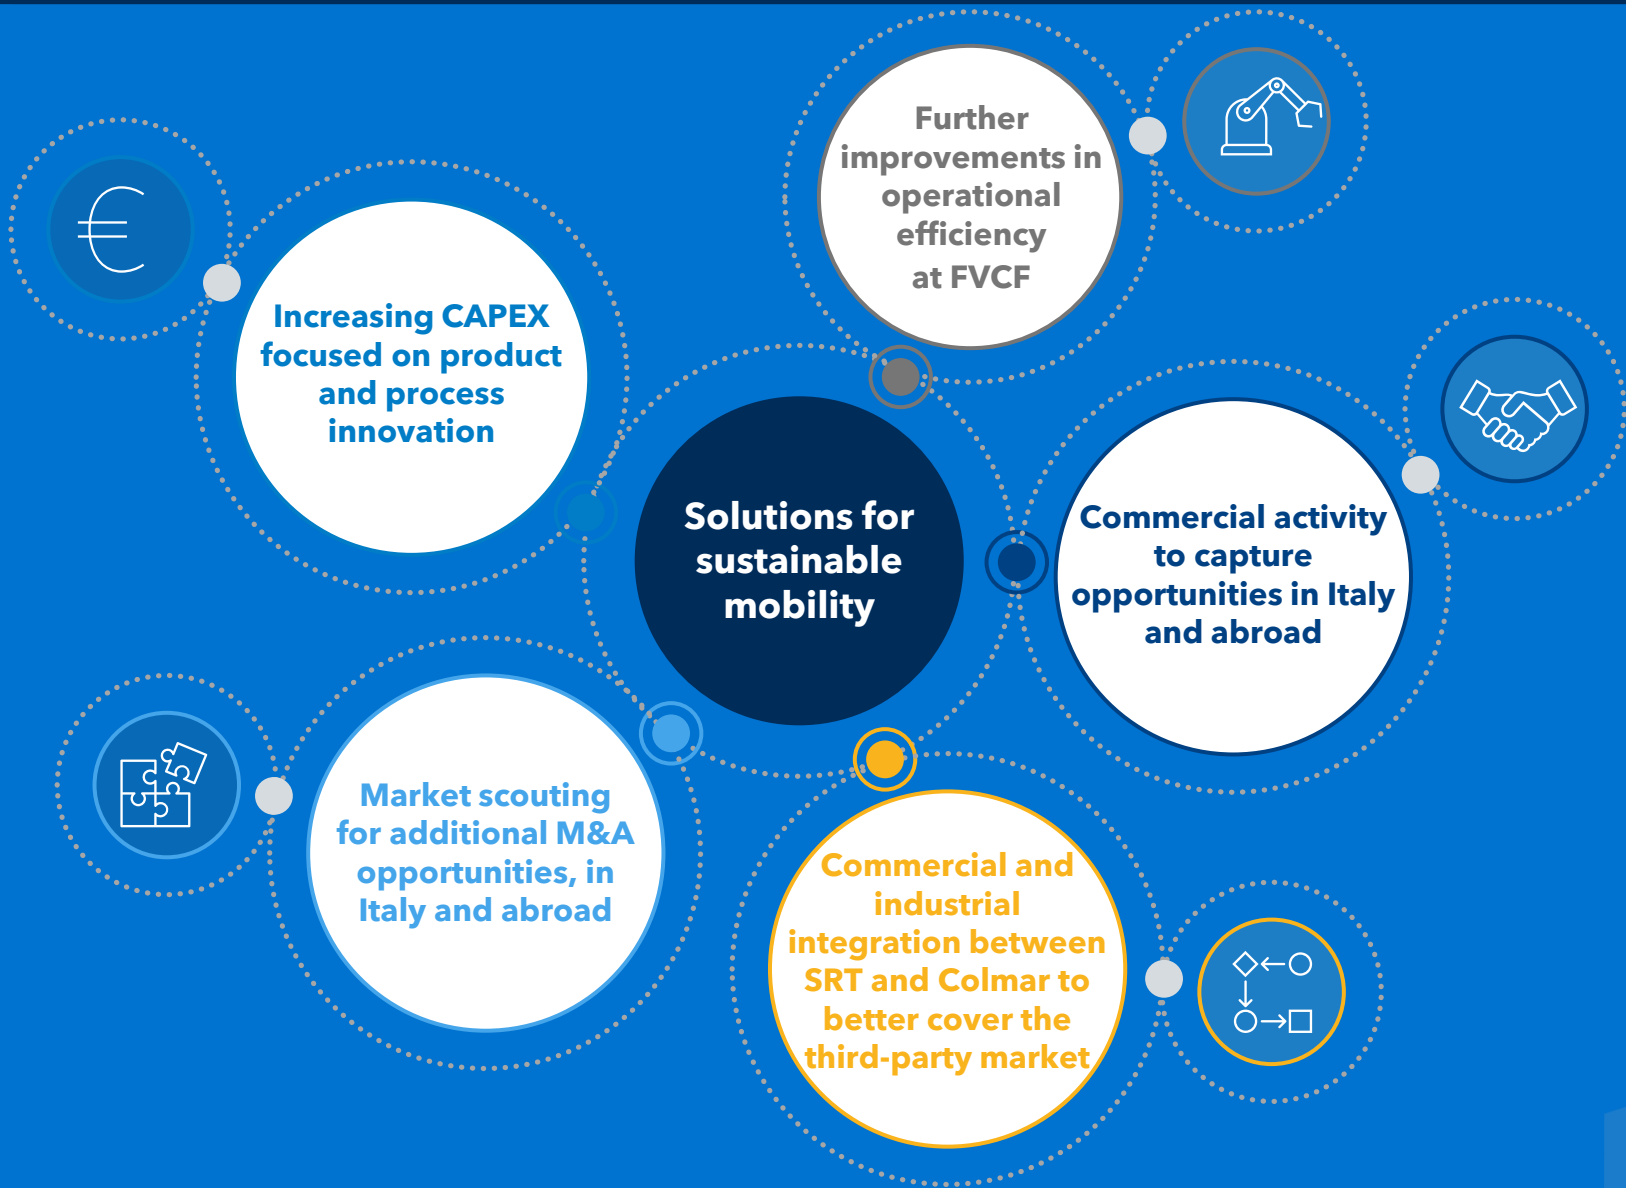 Further
improvements in
operational
efficiency
at FVCF
Increasing CAPEX
focused on product
and process
innovation
Solutions for
sustainable
mobility
Commercial activity
to capture
opportunities in Italy
and abroad
Market scouting
for additional M&A
opportunities, in
Italy and abroad
Commercial and
industrial
integration between
SRT and Colmar to
better cover the
third-party market